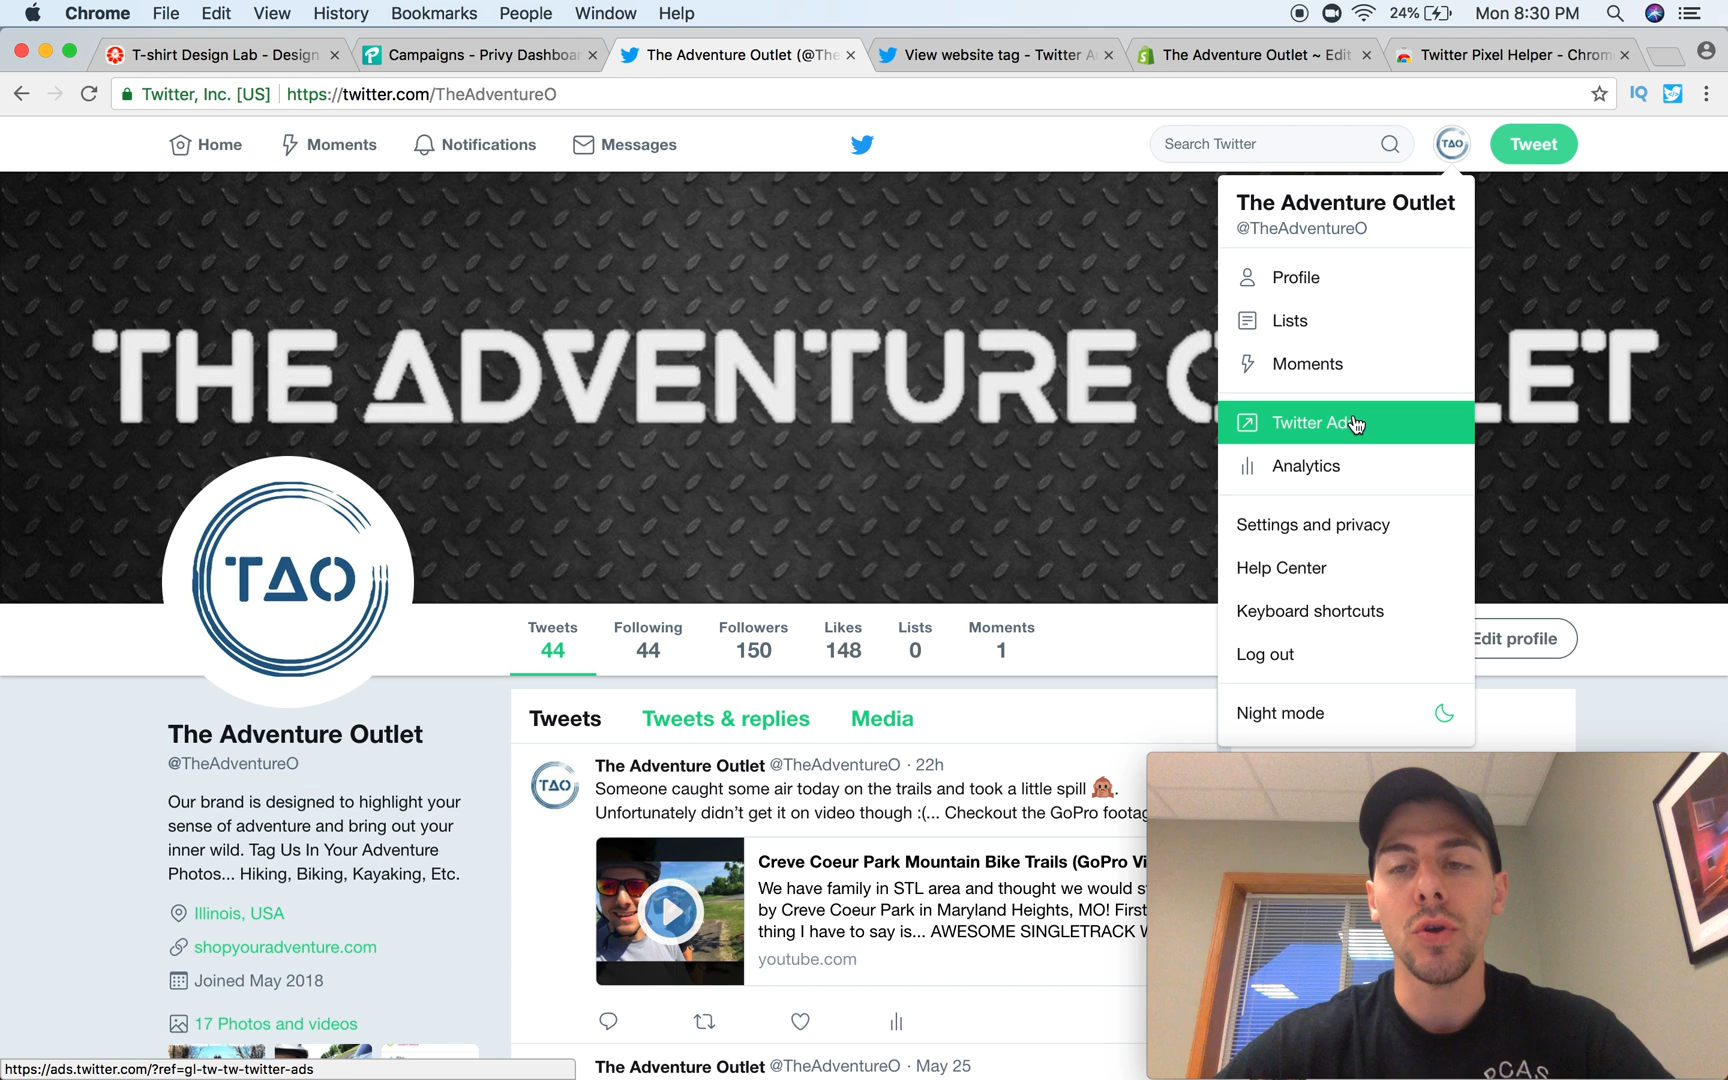 Chrome File Edit View History Bookmarks People Window Help 24% Mon 8:30 PM
T-shirt Design Lab - Design Campaigns - Privy Dashboar The Adventure Outlet (@The View website tag - Twitter A The Adventure Outlet ~ Edit Twitter Pixel Helper - Chrom
Twitter, Inc. [US] https://twitter.com/TheAdventureO IQ
Home Moments Notifications Messages Search Twitter TAO Tweet
The Adventure Outlet
@TheAdventureO
Profile
Lists
Moments
Twitter Ad
Analytics
Settings and privacy
Help Center
Keyboard shortcuts
Log out
Night mode
THE ADVENTURE O LET
TAO
Tweets Following Followers Likes Lists Moments
44 44 150 148 0 1
Edit profile
The Adventure Outlet
@TheAdventureO
Our brand is designed to highlight your
sense of adventure and bring out your
inner wild. Tag Us In Your Adventure
Photos... Hiking, Biking, Kayaking, Etc.
Illinois, USA
shopyouradventure.com
Joined May 2018
17 Photos and videos
Tweets Tweets & replies Media
TAO
The Adventure Outlet @TheAdventureO · 22h
Someone caught some air today on the trails and took a little spill 🙊.
Unfortunately didn't get it on video though :(... Checkout the GoPro footag
Creve Coeur Park Mountain Bike Trails (GoPro Vi
We have family in STL area and thought we would s
by Creve Coeur Park in Maryland Heights, MO! First
thing I have to say is... AWESOME SINGLETRACK W
youtube.com
The Adventure Outlet @TheAdventureO · May 25
https://ads.twitter.com/?ref=gl-tw-tw-twitter-ads